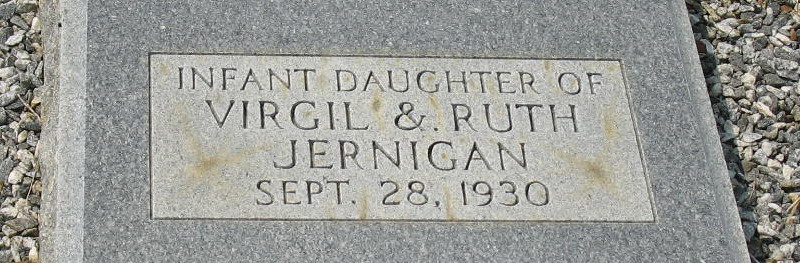 INFANT DAUGHTER OF
VIRGIL & RUTH
JERNIGAN
SEPT. 28, 1930